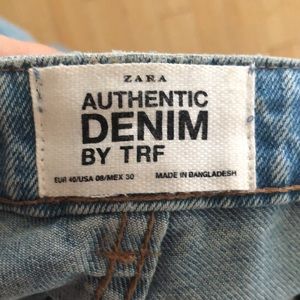 ZARA
AUTHENTIC
DENIM
BY TRF
EUR 40/USA 08/MEX 30 MADE IN BANGLADESH